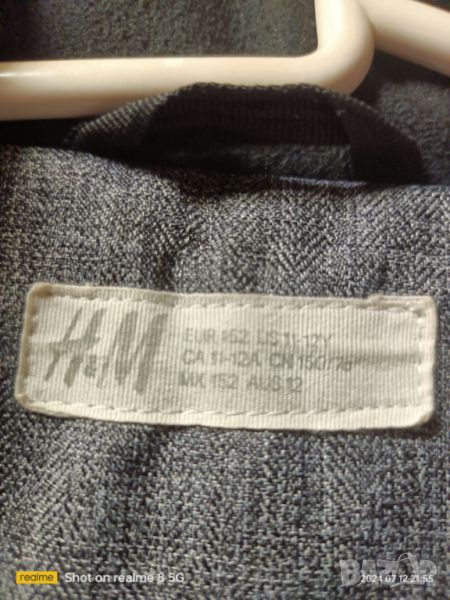 H&M
EUR 152 US 11-12Y
CA 11-12A CN 150/76
MX 152 AUS 12
realme
Shot on realme 8 5G
2021 07 12 21:55